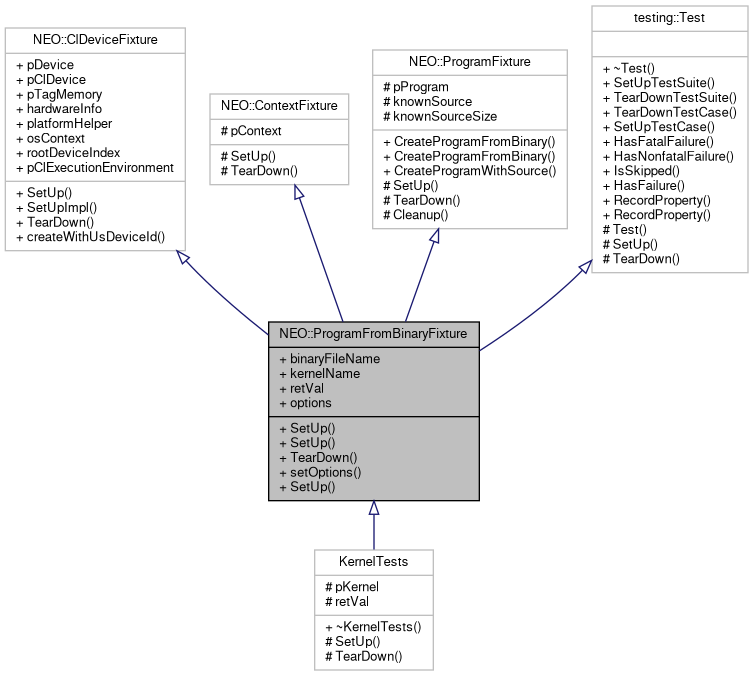 NEO::ClDeviceFixture
+ pDevice
+ pClDevice
+ pTagMemory
+ hardwareInfo
+ platformHelper
+ osContext
+ rootDeviceIndex
+ pClExecutionEnvironment
+ SetUp()
+ SetUpImpl()
+ TearDown()
+ createWithUsDeviceId()
NEO::ContextFixture
# pContext
# SetUp()
# TearDown()
NEO::ProgramFixture
# pProgram
# knownSource
# knownSourceSize
+ CreateProgramFromBinary()
+ CreateProgramFromBinary()
+ CreateProgramWithSource()
# SetUp()
# TearDown()
# Cleanup()
testing::Test
+ ~Test()
+ SetUpTestSuite()
+ TearDownTestSuite()
+ TearDownTestCase()
+ SetUpTestCase()
+ HasFatalFailure()
+ HasNonfatalFailure()
+ IsSkipped()
+ HasFailure()
+ RecordProperty()
+ RecordProperty()
# Test()
# SetUp()
# TearDown()
NEO::ProgramFromBinaryFixture
+ binaryFileName
+ kernelName
+ retVal
+ options
+ SetUp()
+ SetUp()
+ TearDown()
+ setOptions()
+ SetUp()
KernelTests
# pKernel
# retVal
+ ~KernelTests()
# SetUp()
# TearDown()